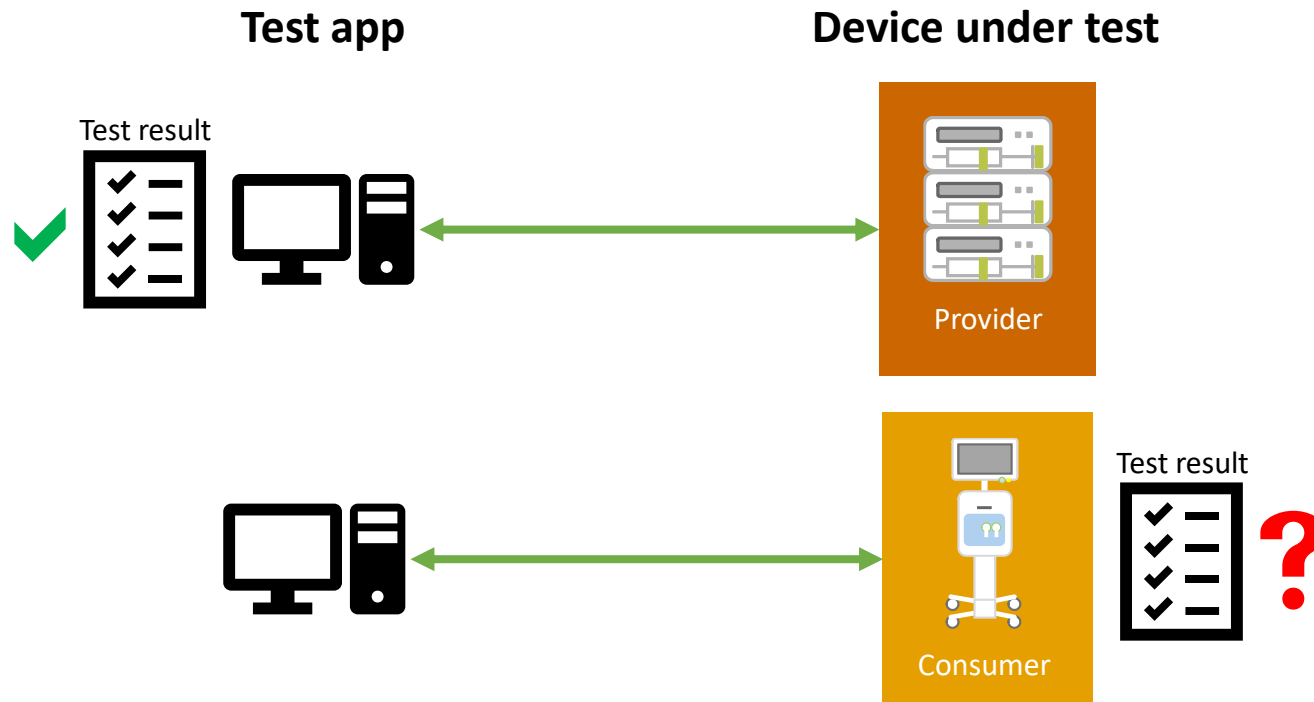 Test app
Device under test
Test result
Provider
Test result
Consumer